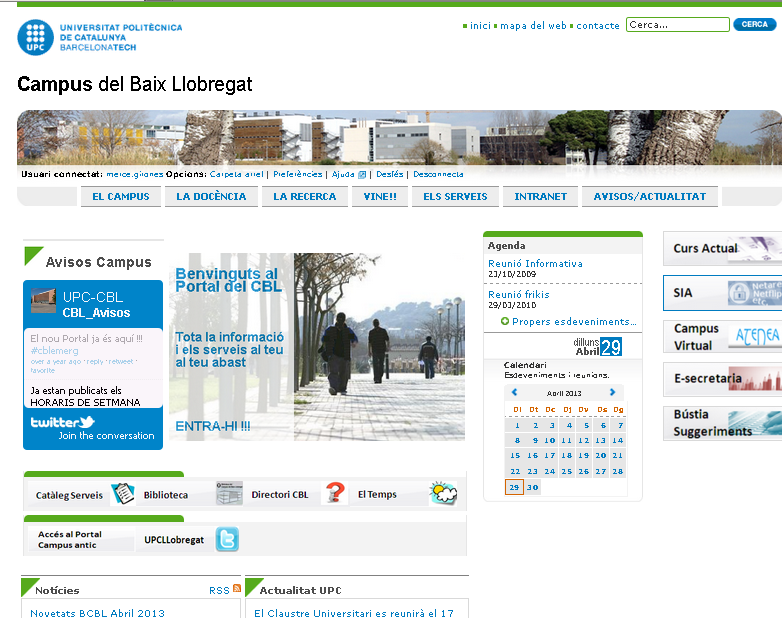 UNIVERSITAT POLITÈCNICA
DE CATALUNYA
BARCELONATECH
UPC
inici mapa del web contacte Cerca... CERCA
Campus del Baix Llobregat
Usuari connectat: merce.girones Opcions: Carpeta arrel | Preferències | Ajuda | Desfés | Desconnecta
EL CAMPUS LA DOCÈNCIA LA RECERCA VINE!! ELS SERVEIS INTRANET AVISOS/ACTUALITAT
Avisos Campus
UPC-CBL
CBL_Avisos
El nou Portal ja és aquí !!!
#cblemerg
over a year ago · reply · retweet ·
favorite
Ja estan publicats els
HORARIS DE SETMANA
twitter
Join the conversation
Benvinguts al
Portal del CBL
Tota la informació
i els serveis al teu
al teu abast
ENTRA-HI !!!
Agenda
Reunió Informativa
23/10/2009
Reunió frikis
29/03/2010
Propers esdeveniments...
dilluns
Abril 29
Calendari
Esdeveniments i reunions.
Abril 2013
Dl Dt Dc Dj Dv Ds Dg
1 2 3 4 5 6 7
8 9 10 11 12 13 14
15 16 17 18 19 20 21
22 23 24 25 26 27 28
29 30
Curs Actual
SIA
Netare
Netflip
etc.
Campus
Virtual
ATENEA
E-secretaria
Bústia
Suggeriments
Catàleg Serveis Biblioteca Directori CBL El Temps
Accés al Portal
Campus antic
UPCLLobregat
Notícies RSS
Novetats BCBL Abril 2013
Actualitat UPC
El Claustre Universitari es reunirà el 17